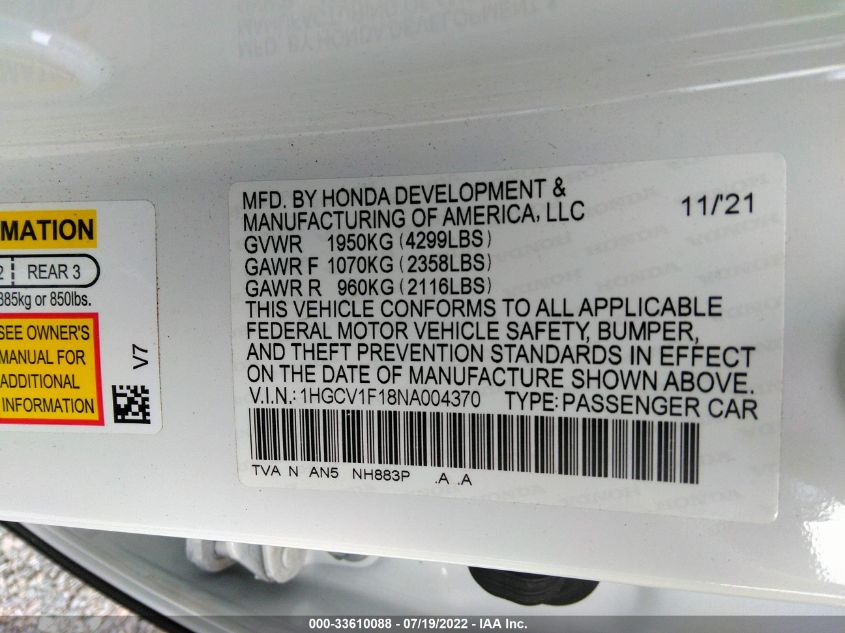 MATION
2 REAR 3
385kg or 850lbs.
SEE OWNER'S
MANUAL FOR
ADDITIONAL
INFORMATION
V7
MFD. BY HONDA DEVELOPMENT &
MANUFACTURING OF AMERICA, LLC
11/'21
GVWR 1950KG (4299LBS)
GAWR F 1070KG (2358LBS)
GAWR R 960KG (2116LBS)
THIS VEHICLE CONFORMS TO ALL APPLICABLE
FEDERAL MOTOR VEHICLE SAFETY, BUMPER,
AND THEFT PREVENTION STANDARDS IN EFFECT
ON THE DATE OF MANUFACTURE SHOWN ABOVE.
V.I.N.: 1HGCV1F18NA004370 TYPE: PASSENGER CAR
TVA N AN5 NH883P .A .A
000-33610088 - 07/19/2022 - IAA Inc.